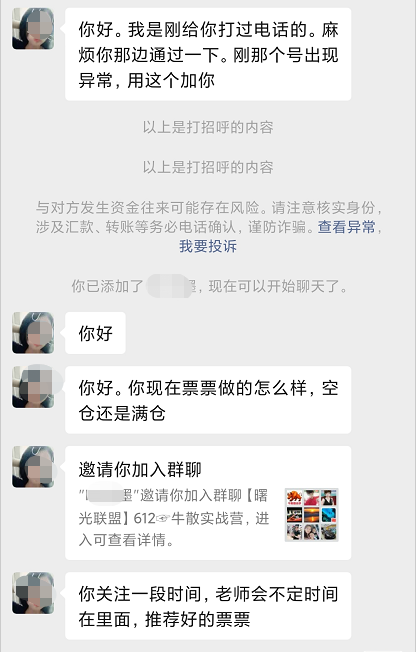 你好。我是刚给你打过电话的。麻
烦你那边通过一下。刚那个号出现
异常，用这个加你
以上是打招呼的内容
以上是打招呼的内容
与对方发生资金往来可能存在风险。请注意核实身份，
涉及汇款、转账等务必电话确认，谨防诈骗。查看异常，
我要投诉
你已添加了，现在可以开始聊天了。
你好
你好。你现在票票做的怎么样，空
仓还是满仓
邀请你加入群聊
""邀请你加入群聊【曙
光联盟】612☞牛散实战营，进
入可查看详情。
你关注一段时间，老师会不定时间
在里面，推荐好的票票